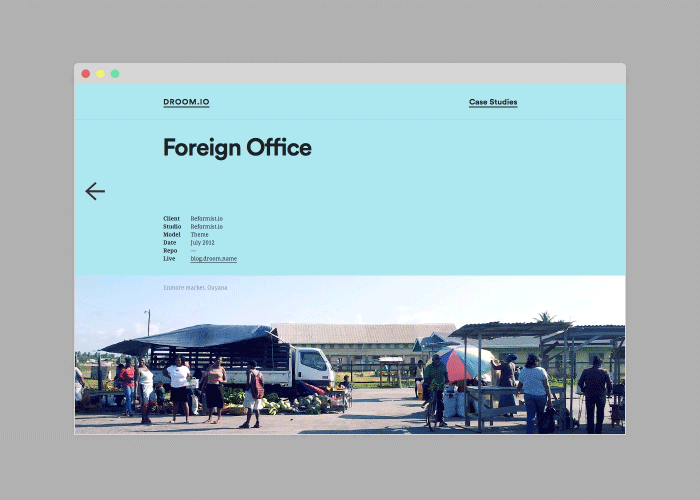 DROOM.IO
Case Studies
Foreign Office
Client Reformist.io
Studio Reformist.io
Model Theme
Date July 2012
Repo —
Live blog.droom.name
Enmore market, Guyana